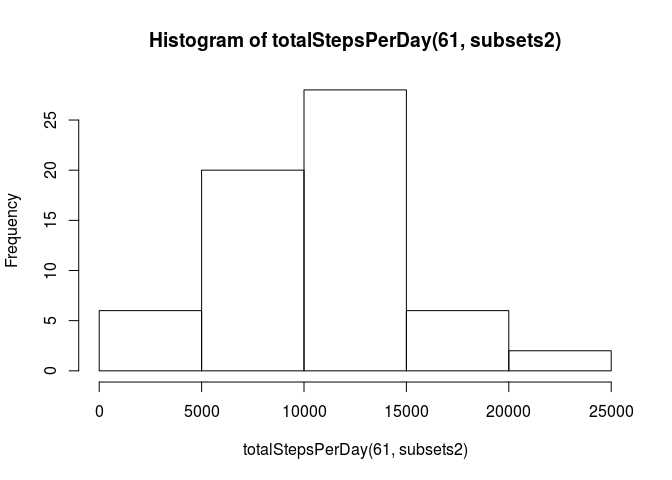 Histogram of totalStepsPerDay(61, subsets2)
25
20
15
10
5
0
Frequency
0 5000 10000 15000 20000 25000
totalStepsPerDay(61, subsets2)